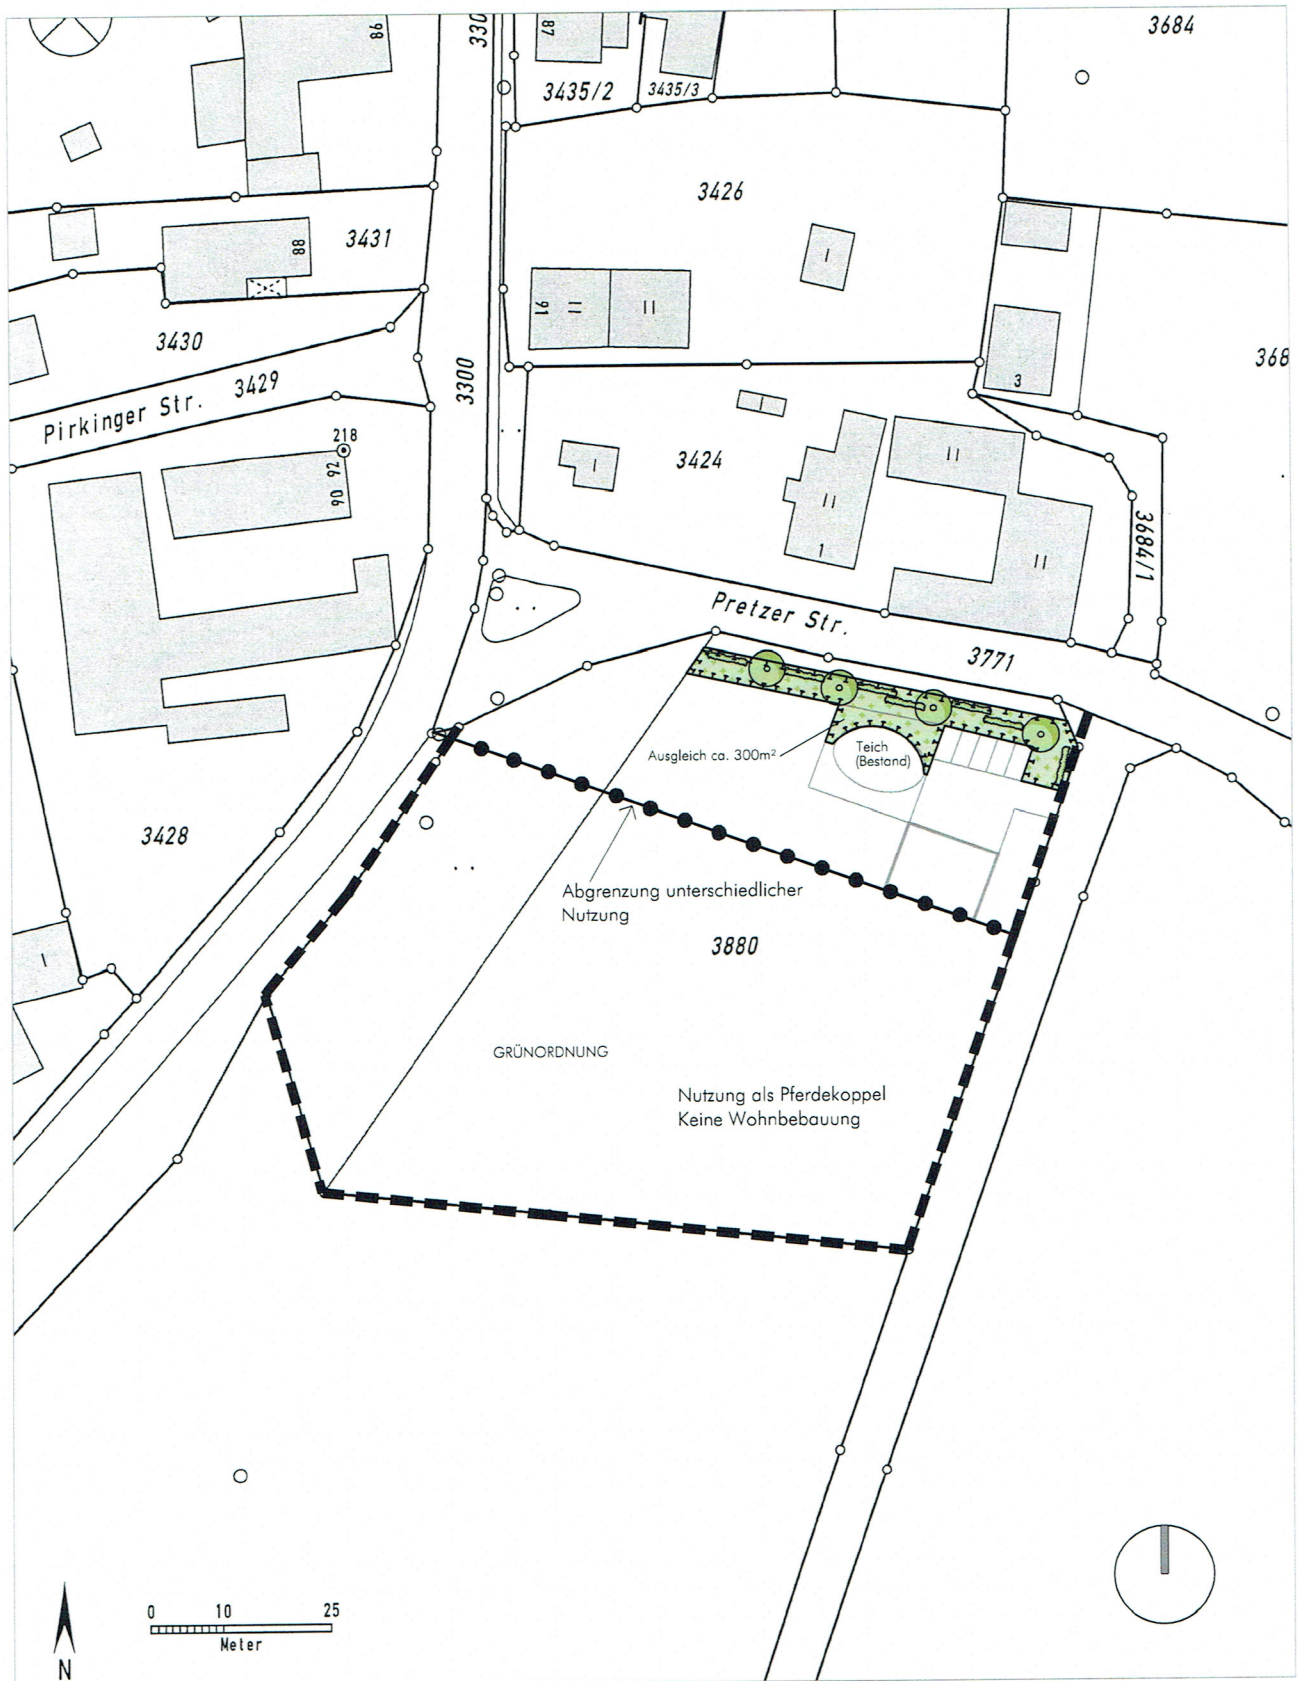 98
330
87
3684
3435/2
3435/3
3426
88
3431
91
II
II
I
3430
3429
Pirkinger Str.
3300
3
368
218
92
90
I
3424
I
II
1
II
II
3684/1
Pretzer Str.
3771
Ausgleich ca. 300m²
Teich
(Bestand)
3428
Abgrenzung unterschiedlicher
Nutzung
3880
I
GRÜNORDNUNG
Nutzung als Pferdekoppel
Keine Wohnbebauung
0 10 25
Meter
N